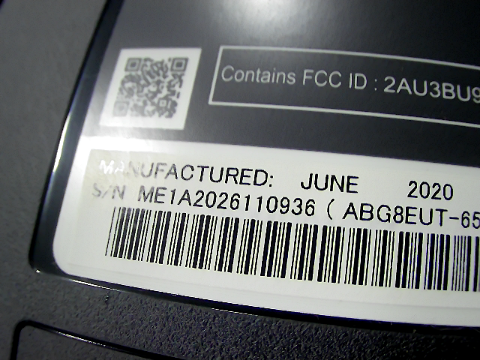 Contains FCC ID : 2AU3BU9
MANUFACTURED: JUNE 2020
S/N ME1A2026110936 ( ABG8EUT-65